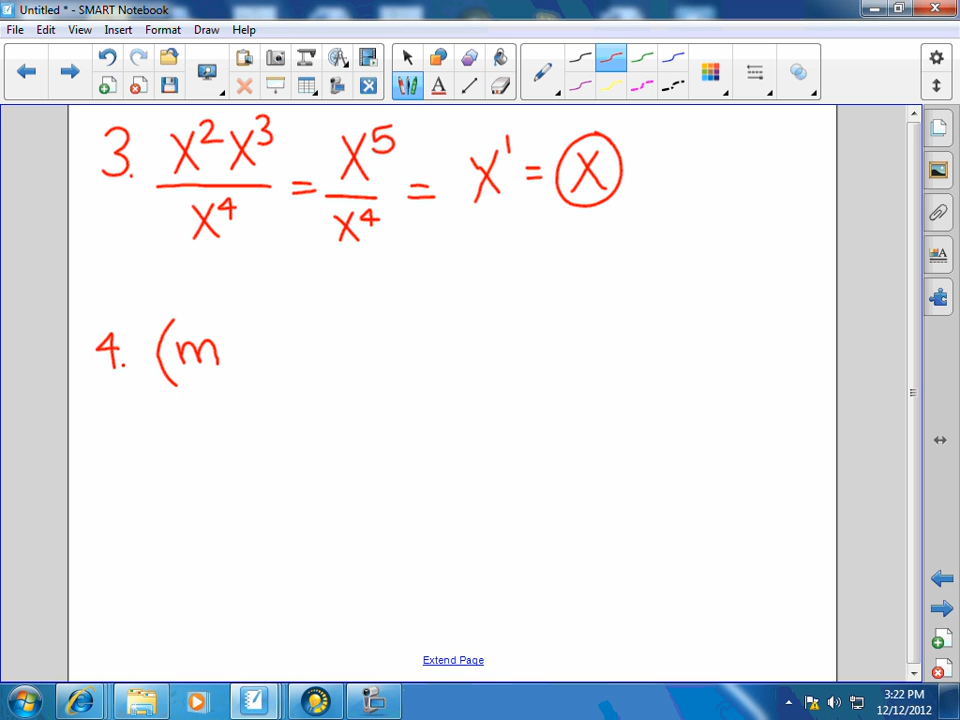 Untitled * - SMART Notebook
File Edit View Insert Format Draw Help
3. x²x³/x⁴ = x⁵/x⁴ = x¹ = x
4. (m
Extend Page
3:22 PM
12/12/2012